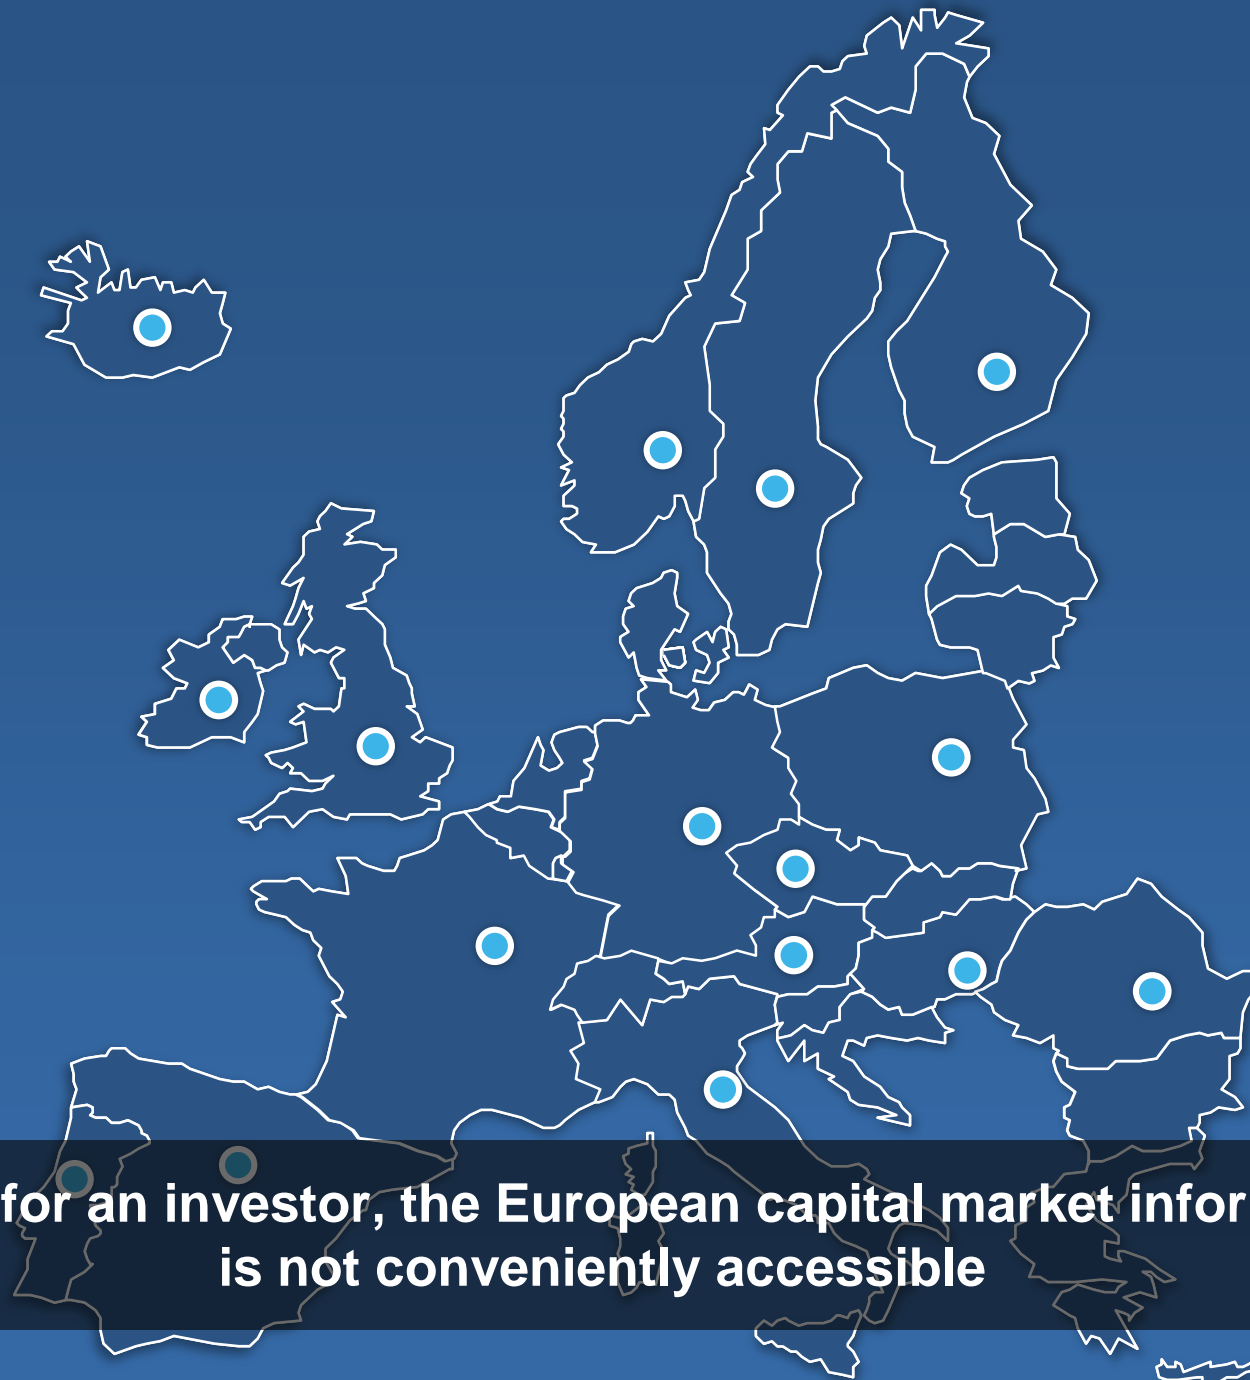 for an investor, the European capital market infor
is not conveniently accessible